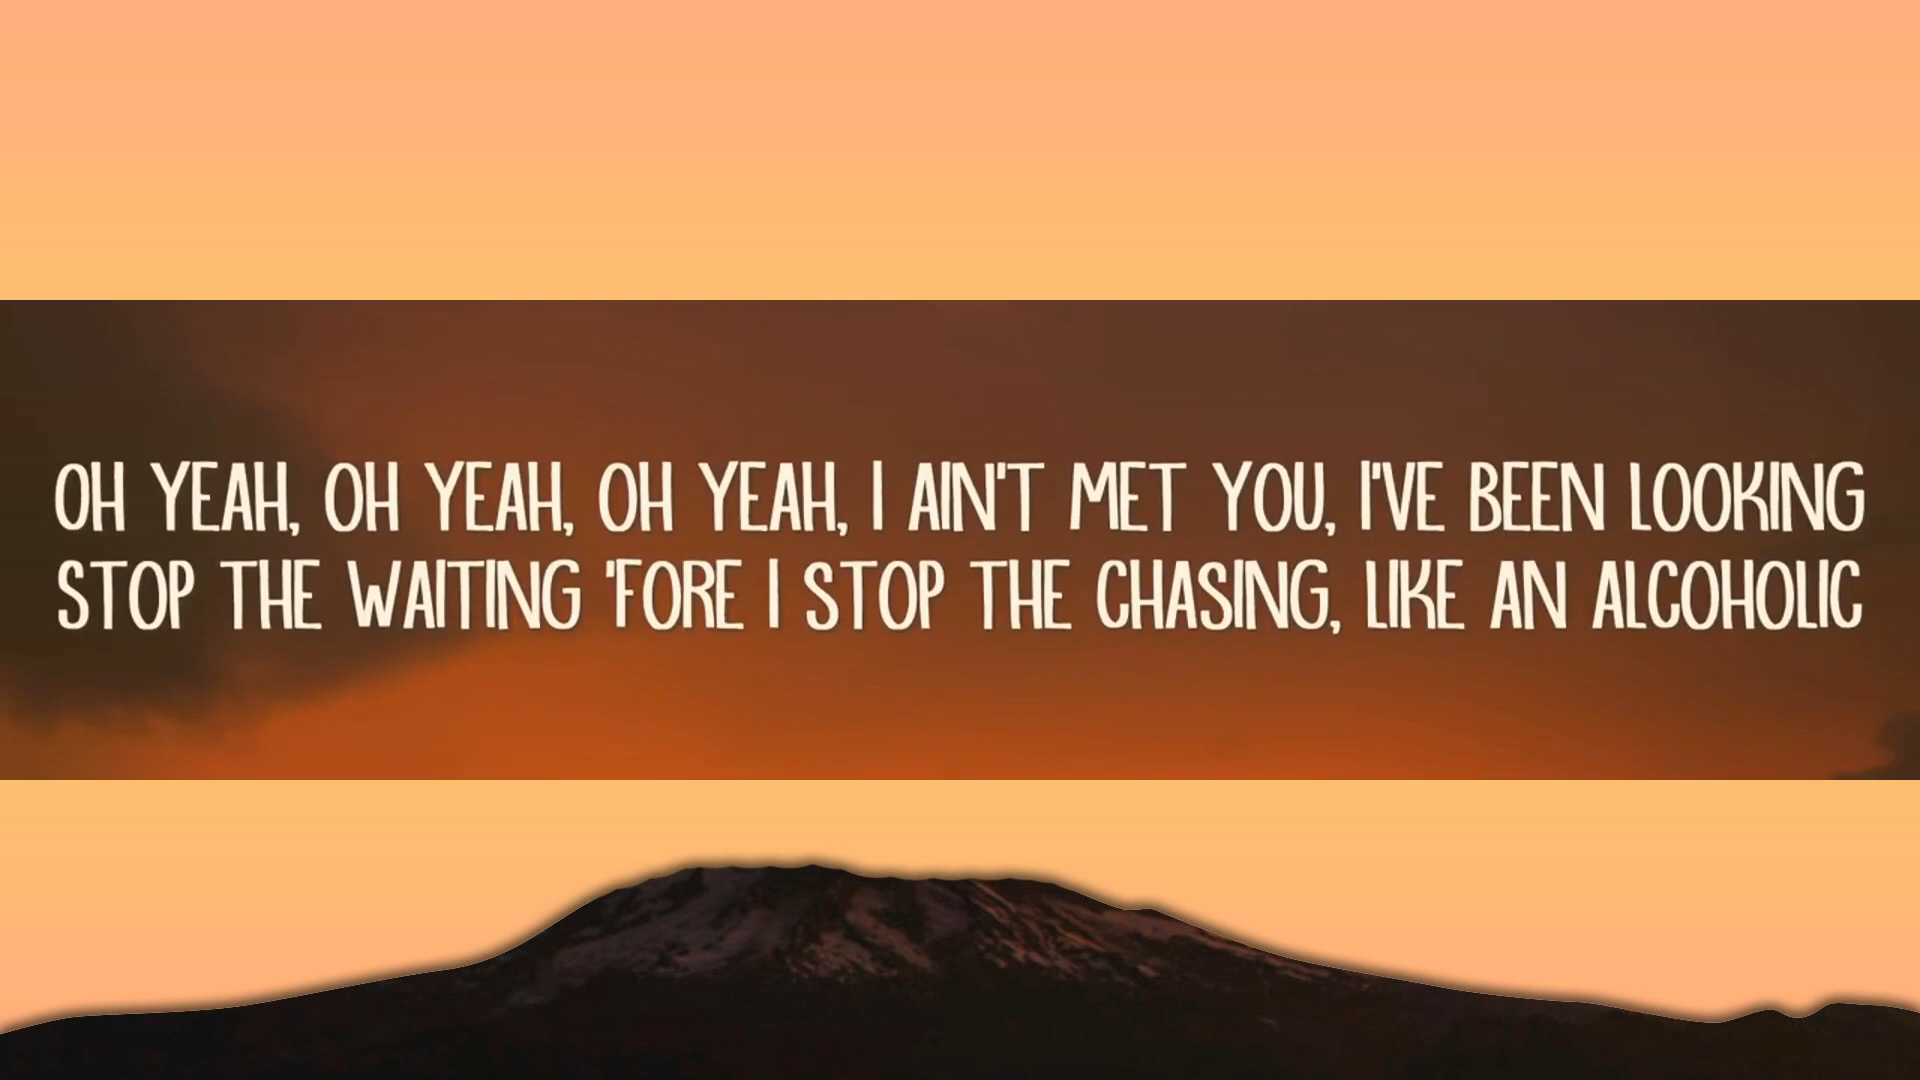 OH YEAH, OH YEAH, OH YEAH, I AIN'T MET YOU, I'VE BEEN LOOKING
STOP THE WAITING 'FORE I STOP THE CHASING, LIKE AN ALCOHOLIC